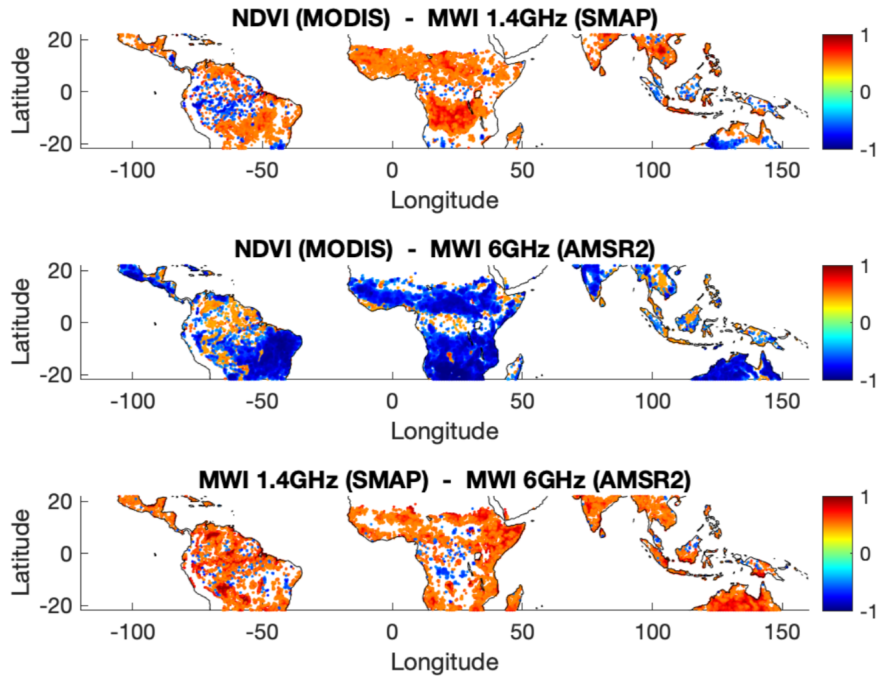 NDVI (MODIS) - MWI 1.4GHz (SMAP)
20
0
-20
Latitude
-100 -50 0 50 100 150
Longitude
1
0
-1
NDVI (MODIS) - MWI 6GHz (AMSR2)
20
0
-20
Latitude
-100 -50 0 50 100 150
Longitude
1
0
-1
MWI 1.4GHz (SMAP) - MWI 6GHz (AMSR2)
20
0
-20
Latitude
-100 -50 0 50 100 150
Longitude
1
0
-1